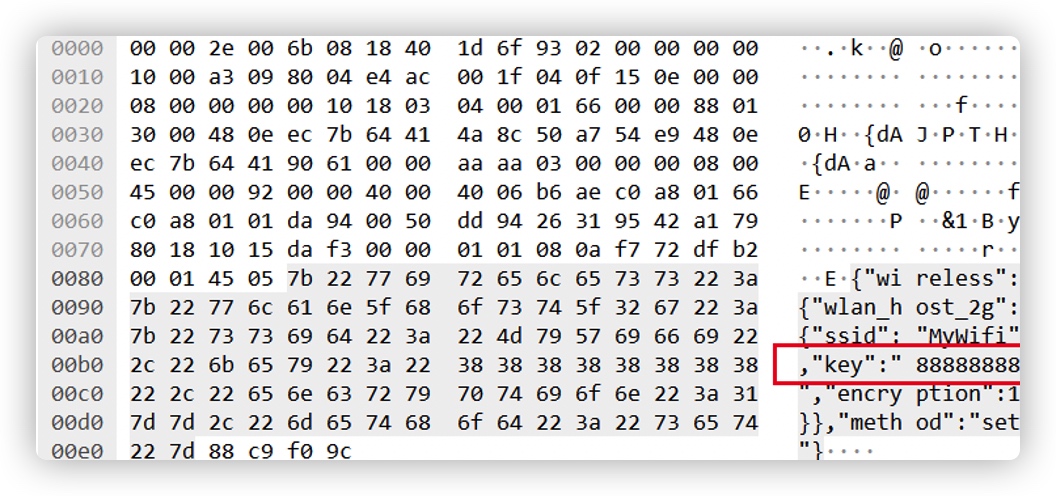 0000 00 00 2e 00 6b 08 18 40 1d 6f 93 02 00 00 00 00 ··.·k··@ ·o······
0010 10 00 a3 09 80 04 e4 ac 00 1f 04 0f 15 0e 00 00 ········ ········
0020 08 00 00 00 00 10 18 03 04 00 01 66 00 00 88 01 ········ ···f····
0030 30 00 48 0e ec 7b 64 41 4a 8c 50 a7 54 e9 48 0e 0·H··{dA J·P·T·H·
0040 ec 7b 64 41 90 61 00 00 aa aa 03 00 00 00 08 00 ·{dA·a·· ········
0050 45 00 00 92 00 00 40 00 40 06 b6 ae c0 a8 01 66 E·····@· @······f
0060 c0 a8 01 01 da 94 00 50 dd 94 26 31 95 42 a1 79 ·······P ··&1·B·y
0070 80 18 10 15 da f3 00 00 01 01 08 0a f7 72 df b2 ········ ·····r··
0080 00 01 45 05 7b 22 77 69 72 65 6c 65 73 73 22 3a ··E·{"wi reless":
0090 7b 22 77 6c 61 6e 5f 68 6f 73 74 5f 32 67 22 3a {"wlan_h ost_2g":
00a0 7b 22 73 73 69 64 22 3a 22 4d 79 57 69 66 69 22 {"ssid": "MyWifi"
00b0 2c 22 6b 65 79 22 3a 22 38 38 38 38 38 38 38 38 ,"key":" 88888888
00c0 22 2c 22 65 6e 63 72 79 70 74 69 6f 6e 22 3a 31 ","encry ption":1
00d0 7d 7d 2c 22 6d 65 74 68 6f 64 22 3a 22 73 65 74 }},"meth od":"set
00e0 22 7d 88 c9 f0 9c "}····